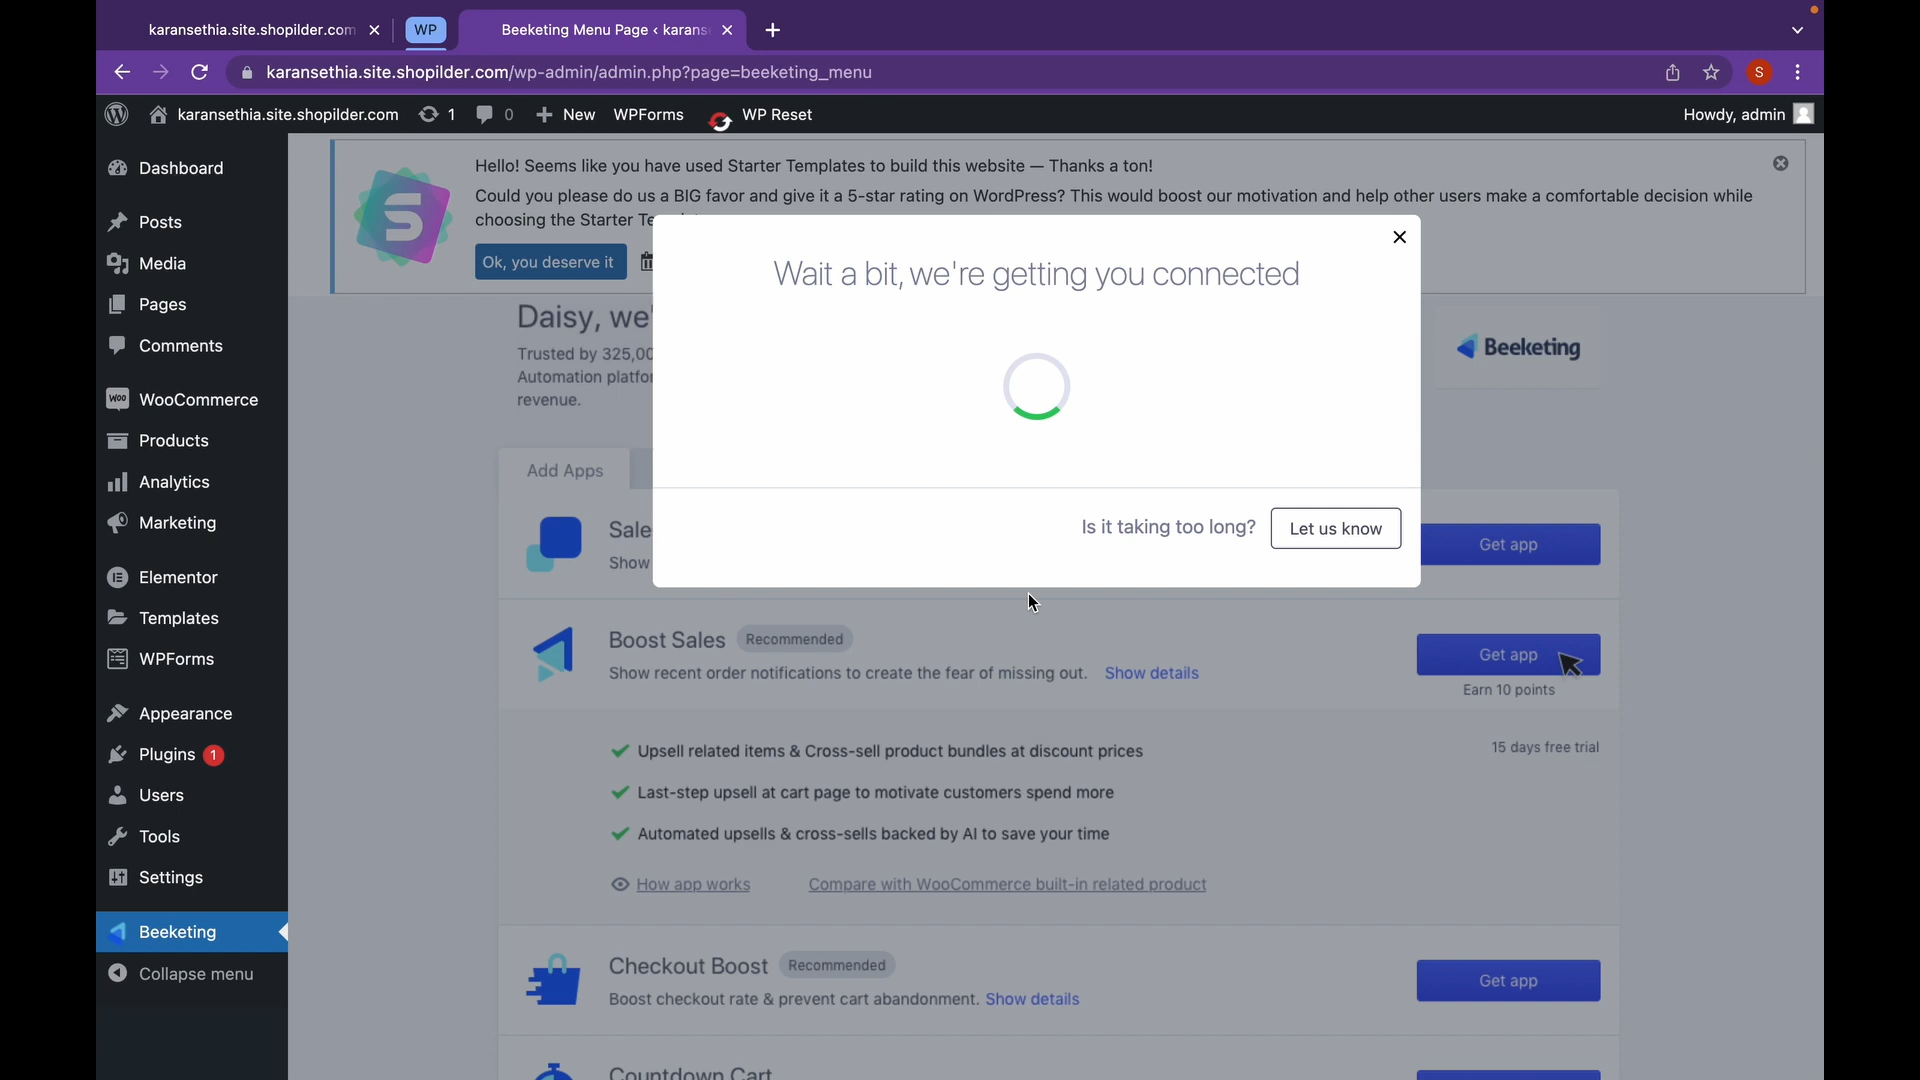 karansethia.site.shopilder.com
WP
Beeketing Menu Page < karans
karansethia.site.shopilder.com/wp-admin/admin.php?page=beeketing_menu
S
karansethia.site.shopilder.com
1
0
New
WPForms
WP Reset
Howdy, admin
Dashboard
Posts
Media
Pages
Comments
WooCommerce
Products
Analytics
Marketing
Elementor
Templates
WPForms
Appearance
Plugins 1
Users
Tools
Settings
Beeketing
Collapse menu
Hello! Seems like you have used Starter Templates to build this website — Thanks a ton!
Could you please do us a BIG favor and give it a 5-star rating on WordPress? This would boost our motivation and help other users make a comfortable decision while
choosing the Starter
Ok, you deserve it
Wait a bit, we're getting you connected
Is it taking too long?
Let us know
Daisy, we'
Trusted by 325,00
Automation
revenue.
Beeketing
Add Apps
Sale
Show
Get app
Boost Sales Recommended
Show recent order notifications to create the fear of missing out. Show details
Get app
Earn 10 points
Upsell related items & Cross-sell product bundles at discount prices
15 days free trial
Last-step upsell at cart page to motivate customers spend more
Automated upsells & cross-sells backed by AI to save your time
How app works
Compare with WooCommerce built-in related product
Checkout Boost Recommended
Boost checkout rate & prevent cart abandonment. Show details
Get app
Countdown Cart